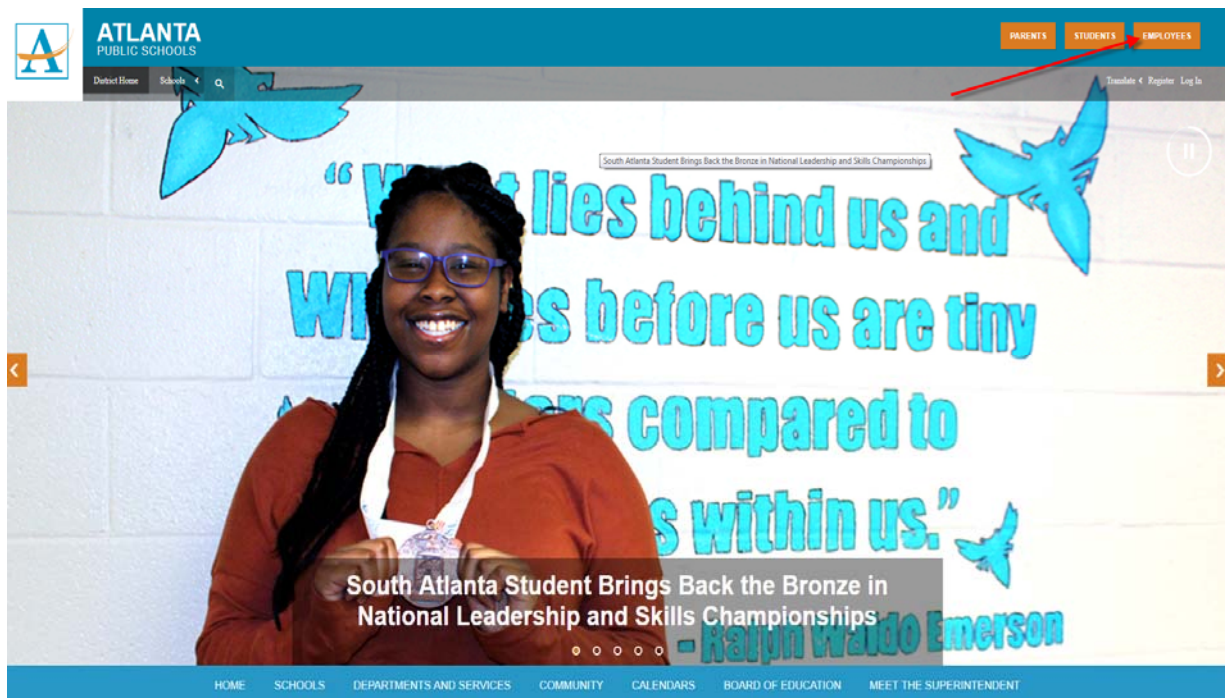 ATLANTA
PUBLIC SCHOOLS
PARENTS STUDENTS EMPLOYEES
District Home Schools
Translate Register Log In
South Atlanta Student Brings Back the Bronze in National Leadership and Skills Championships
“ lies behind us and
before us are tiny
compared to
within us.”
South Atlanta Student Brings Back the Bronze in
National Leadership and Skills Championships
- Ralph Waldo Emerson
HOME SCHOOLS DEPARTMENTS AND SERVICES COMMUNITY CALENDARS BOARD OF EDUCATION MEET THE SUPERINTENDENT